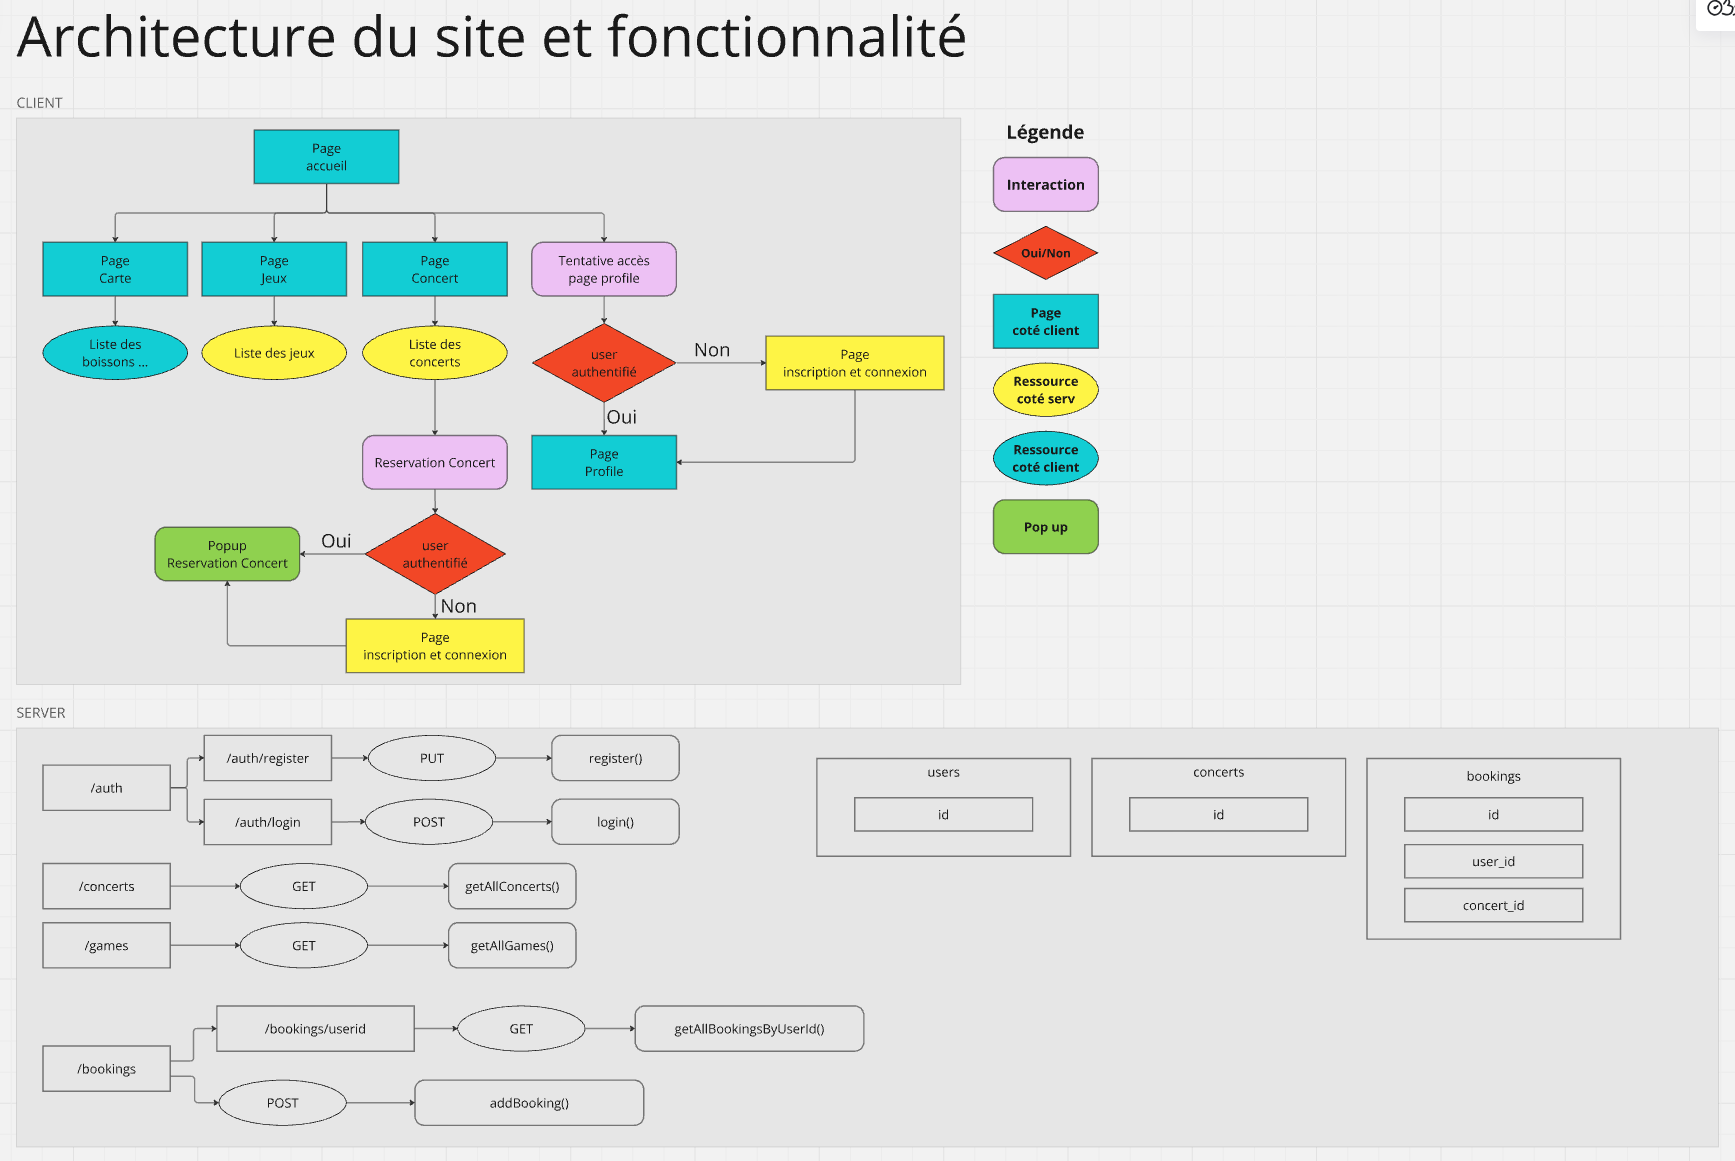 Architecture du site et fonctionnalité
CLIENT
Page
accueil
Page
Carte
Page
Jeux
Page
Concert
Tentative accès
page profile
Liste des
boissons ...
Liste des jeux
Liste des
concerts
user
authentifié
Non
Page
inscription et connexion
Oui
Reservation Concert
Page
Profile
Popup
Reservation Concert
Oui
user
authentifié
Non
Page
inscription et connexion
Légende
Interaction
Oui/Non
Page
coté client
Ressource
coté serv
Ressource
coté client
Pop up
SERVER
/auth
/auth/register
PUT
register()
/auth/login
POST
login()
/concerts
GET
getAllConcerts()
/games
GET
getAllGames()
/bookings
/bookings/userid
GET
getAllBookingsByUserId()
POST
addBooking()
users
id
concerts
id
bookings
id
user_id
concert_id